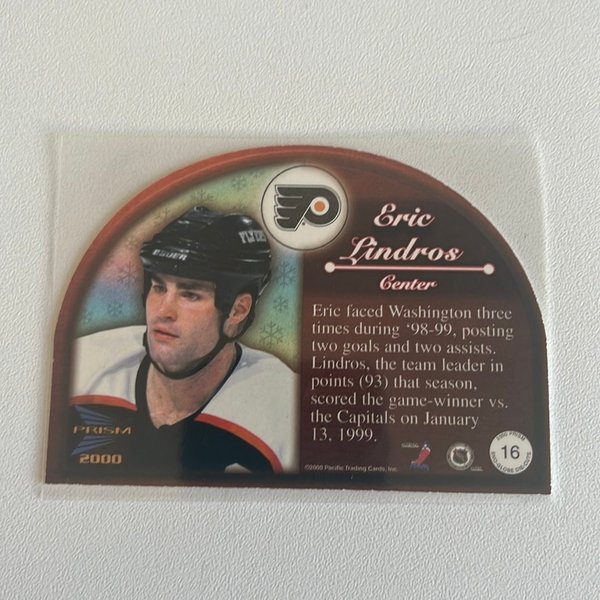 Eric
Lindros
Center
Eric faced Washington three
times during '98-99, posting
two goals and two assists.
Lindros, the team leader in
points (93) that season,
scored the game-winner vs.
the Capitals on January
13, 1999.
BAUER
PRISM
2000
©2000 Pacific Trading Cards, Inc.
16